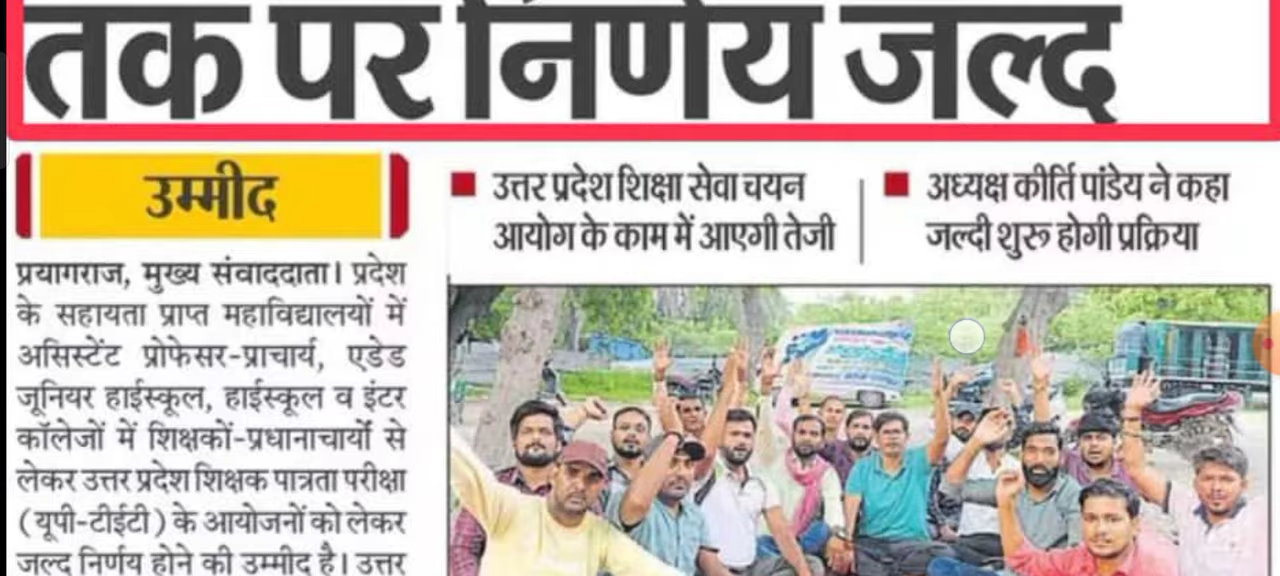 तक पर निर्णय जल्द
उम्मीद
प्रयागराज, मुख्य संवाददाता। प्रदेश
के सहायता प्राप्त महाविद्यालयों में
असिस्टेंट प्रोफेसर-प्राचार्य, एडेड
जूनियर हाईस्कूल, हाईस्कूल व इंटर
कॉलेजों में शिक्षकों-प्रधानाचार्यों से
लेकर उत्तर प्रदेश शिक्षक पात्रता परीक्षा
(यूपी-टीईटी) के आयोजनों को लेकर
जल्द निर्णय होने की उम्मीद है। उत्तर
उत्तर प्रदेश शिक्षा सेवा चयन
आयोग के काम में आएगी तेजी
अध्यक्ष कीर्ति पांडेय ने कहा
जल्दी शुरू होगी प्रक्रिया